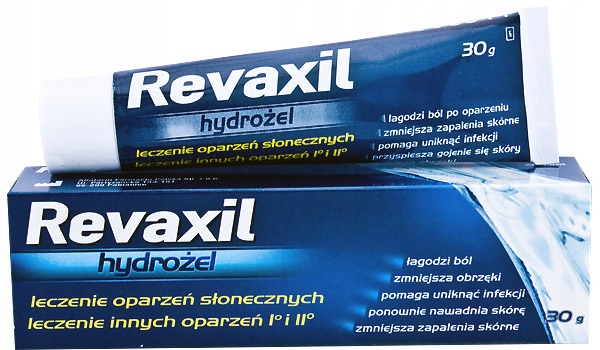 Revaxil
30 g
hydrożel
leczenie oparzeń słonecznych
leczenie innych oparzeń I° i II°
łagodzi ból po oparzeniu
zmniejsza zapalenia skórne
pomaga uniknąć infekcji
przyspiesza gojenie się skóry
Revaxil
hydrożel
leczenie oparzeń słonecznych
leczenie innych oparzeń I° i II°
łagodzi ból
zmniejsza obrzęki
pomaga uniknąć infekcji
ponownie nawadnia skórę
zmniejsza zapalenia skórne
30 g